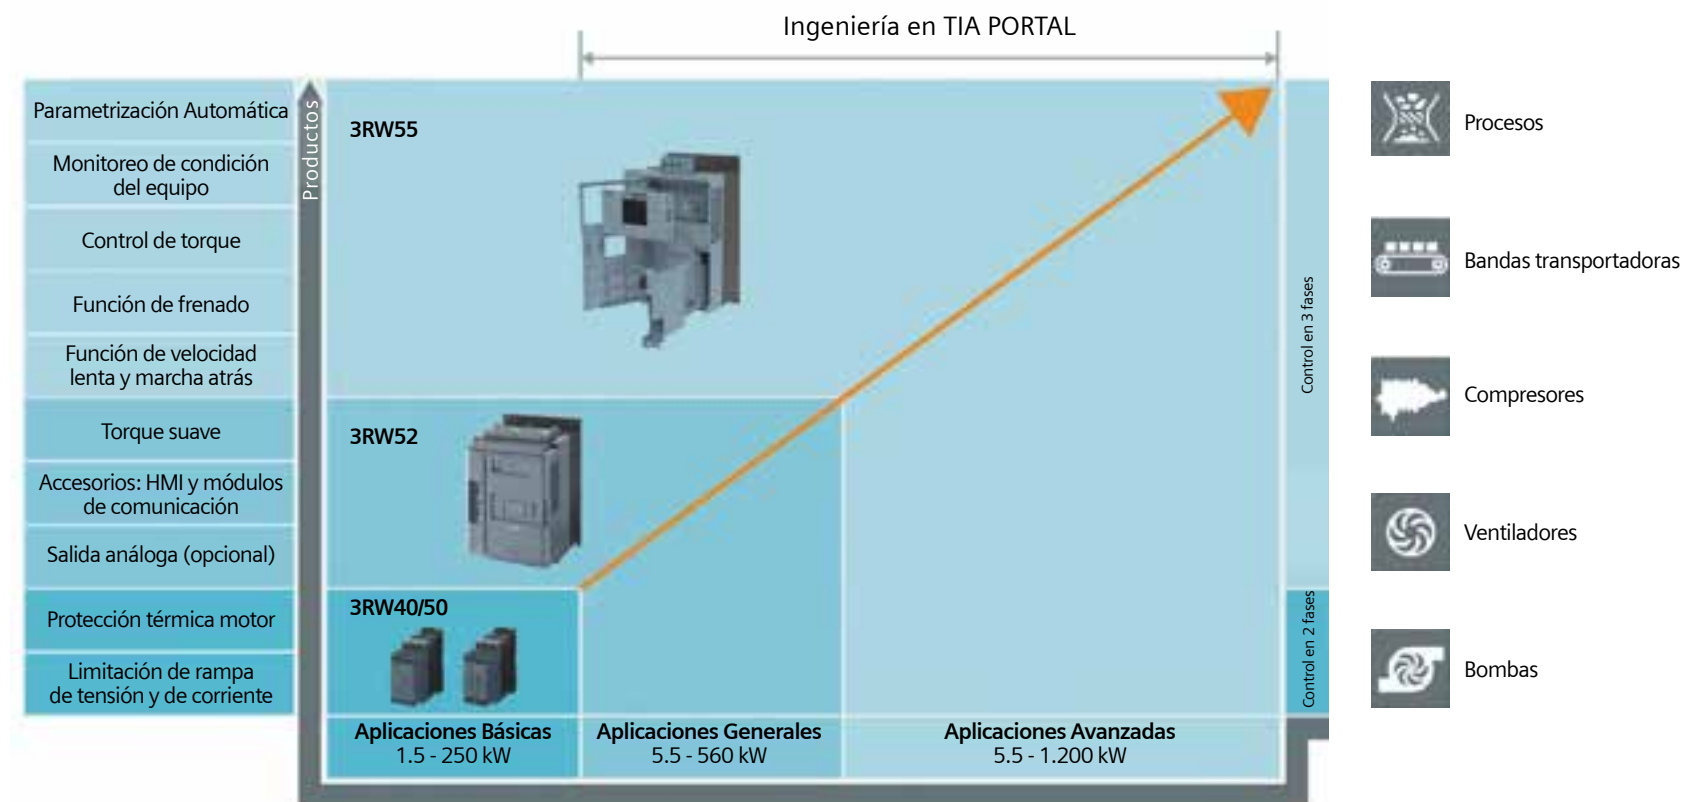 Ingeniería en TIA PORTAL
Parametrización Automática
Monitoreo de condición
del equipo
Control de torque
Función de frenado
Función de velocidad
lenta y marcha atrás
Torque suave
Accesorios: HMI y módulos
de comunicación
Salida análoga (opcional)
Protección térmica motor
Limitación de rampa
de tensión y de corriente
Productos
3RW55
3RW52
3RW40/50
Aplicaciones Básicas
1.5 - 250 kW
Aplicaciones Generales
5.5 - 560 kW
Aplicaciones Avanzadas
5.5 - 1.200 kW
Control en 3 fases
Control en 2 fases
Procesos
Bandas transportadoras
Compresores
Ventiladores
Bombas